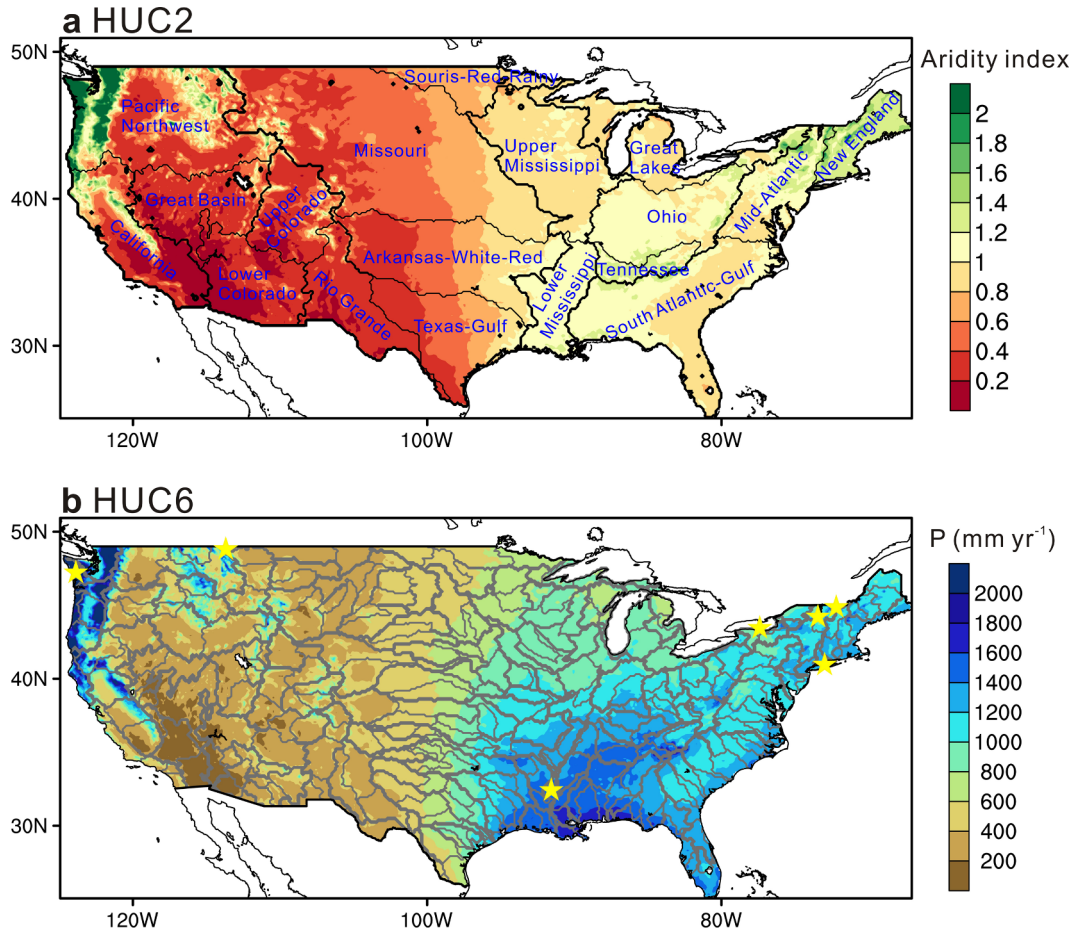 a HUC2
Aridity index
50N
40N
30N
120W
100W
80W
Souris-Red-Rainy
Pacific
Northwest
Missouri
Upper
Mississippi
Great
Lakes
New England
Mid-Atlantic
Great Basin
Upper
Colorado
Ohio
California
Lower
Colorado
Rio Grande
Arkansas-White-Red
Texas-Gulf
Lower
Mississippi
Tennessee
South Atlantic-Gulf
2
1.6
1.4
1.2
1
0.8
0.6
0.4
0.2
b HUC6
P (mm yr⁻¹)
50N
40N
30N
120W
100W
80W
2000
1800
1600
1400
1200
1000
800
600
400
200